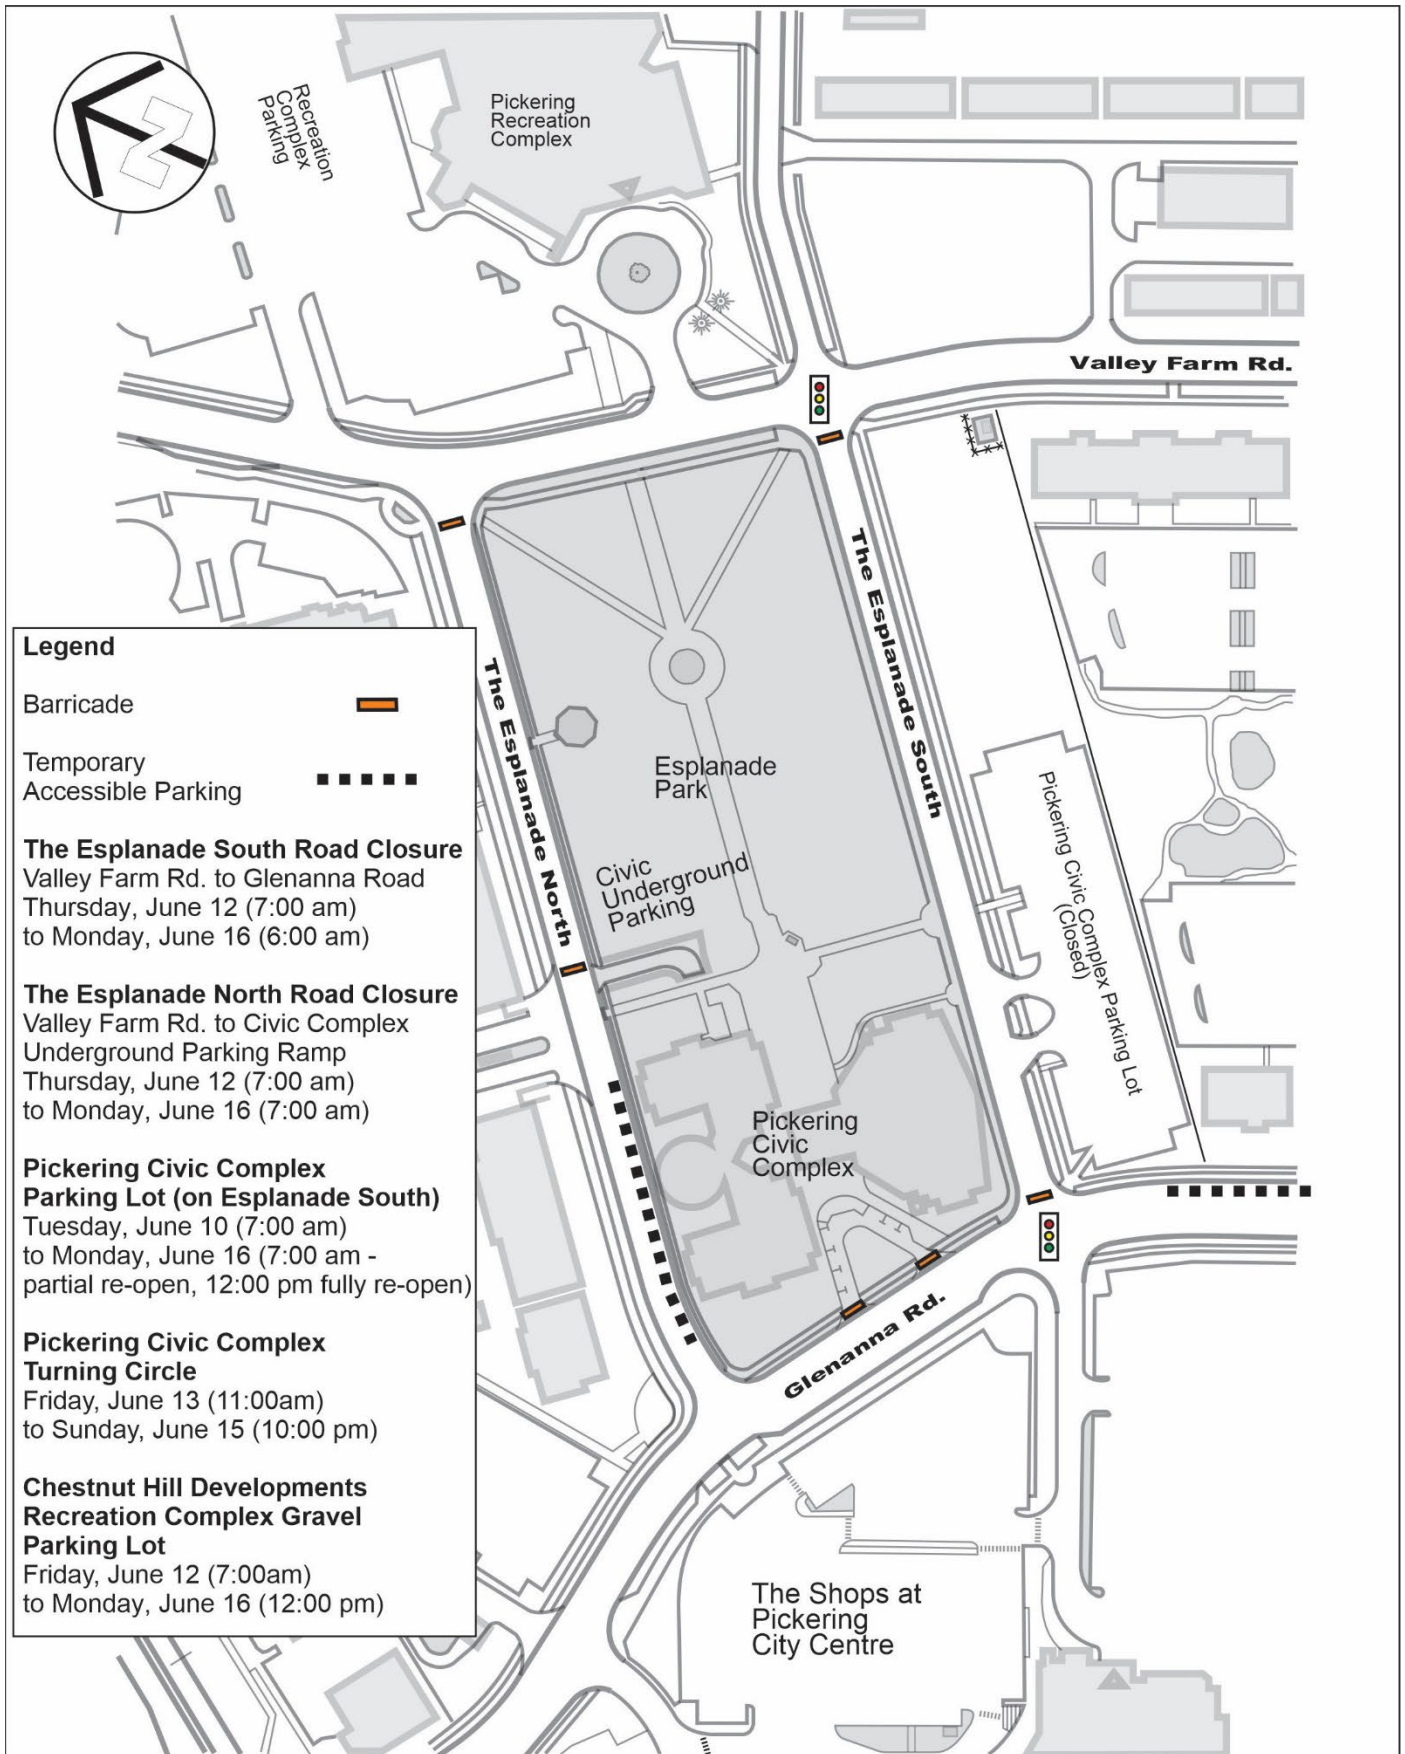 Recreation
Complex
Parking
Pickering
Recreation
Complex
Valley Farm Rd.
The Esplanade South
The Esplanade North
Esplanade
Park
Civic
Underground
Parking
Pickering Civic Complex Parking Lot
(Closed)
Pickering
Civic
Complex
Glenanna Rd.
The Shops at
Pickering
City Centre
Legend
Barricade
Temporary
Accessible Parking
The Esplanade South Road Closure
Valley Farm Rd. to Glenanna Road
Thursday, June 12 (7:00 am)
to Monday, June 16 (6:00 am)
The Esplanade North Road Closure
Valley Farm Rd. to Civic Complex
Underground Parking Ramp
Thursday, June 12 (7:00 am)
to Monday, June 16 (7:00 am)
Pickering Civic Complex
Parking Lot (on Esplanade South)
Tuesday, June 10 (7:00 am)
to Monday, June 16 (7:00 am -
partial re-open, 12:00 pm fully re-open)
Pickering Civic Complex
Turning Circle
Friday, June 13 (11:00am)
to Sunday, June 15 (10:00 pm)
Chestnut Hill Developments
Recreation Complex Gravel
Parking Lot
Friday, June 12 (7:00am)
to Monday, June 16 (12:00 pm)